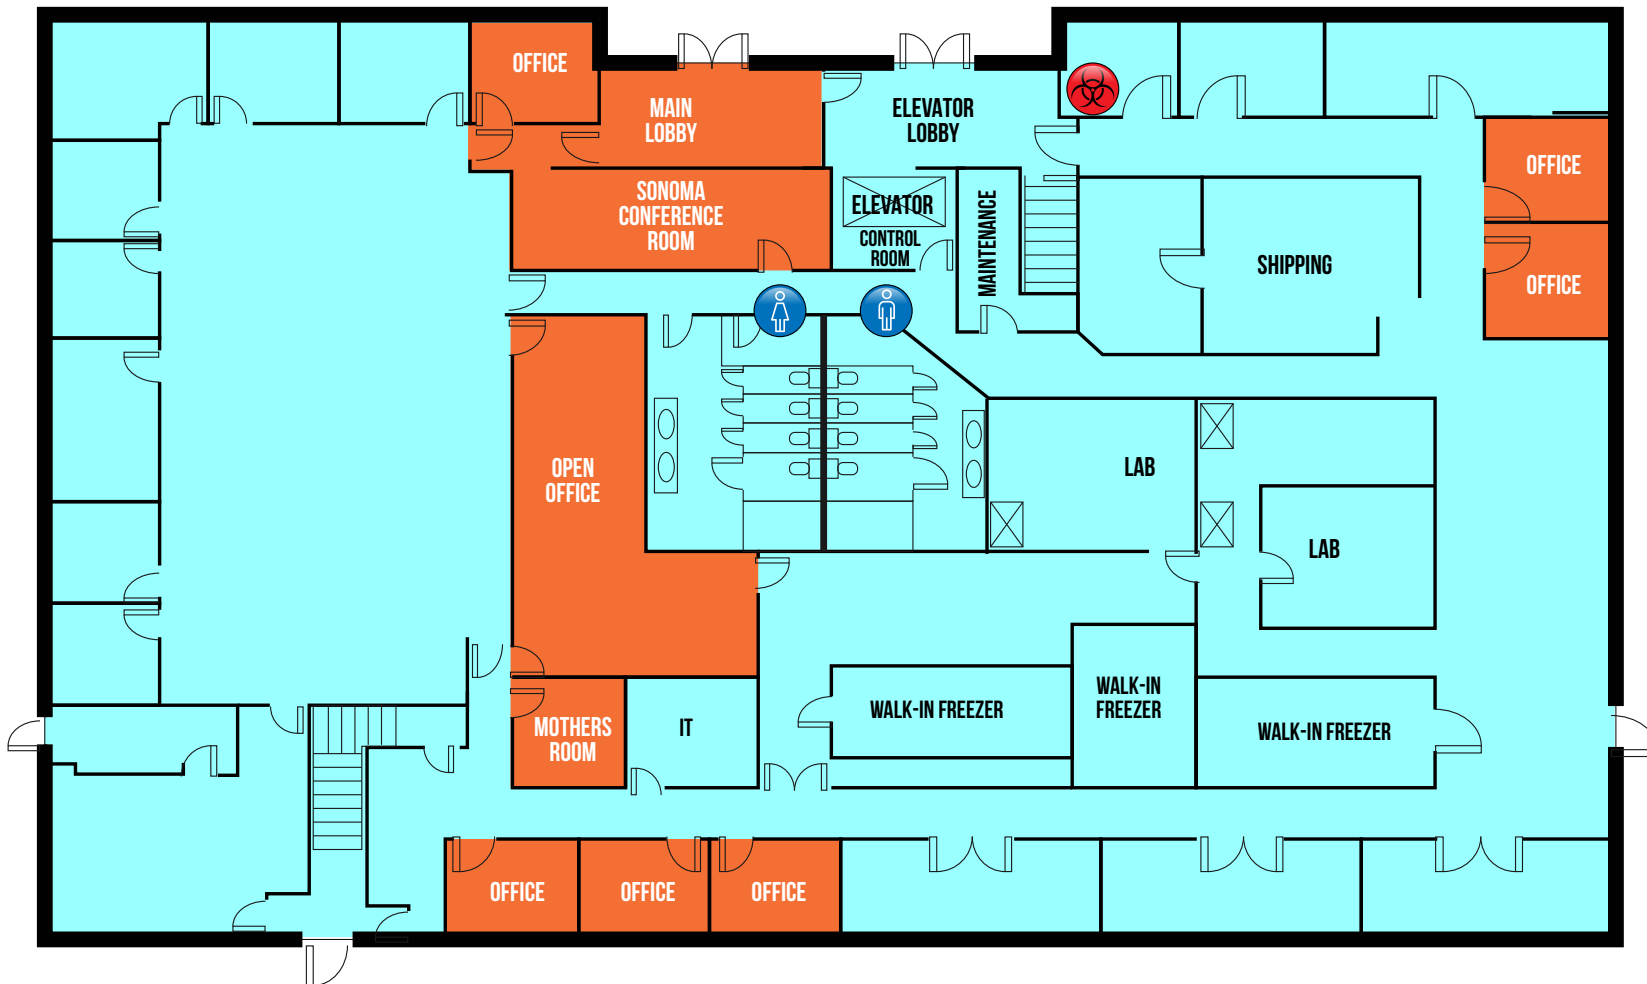 OFFICE
MAIN
LOBBY
ELEVATOR
LOBBY
OFFICE
SONOMA
CONFERENCE
ROOM
ELEVATOR
CONTROL
ROOM
MAINTENANCE
SHIPPING
OFFICE
OPEN
OFFICE
LAB
LAB
MOTHERS
ROOM
IT
WALK-IN FREEZER
WALK-IN
FREEZER
WALK-IN FREEZER
OFFICE
OFFICE
OFFICE